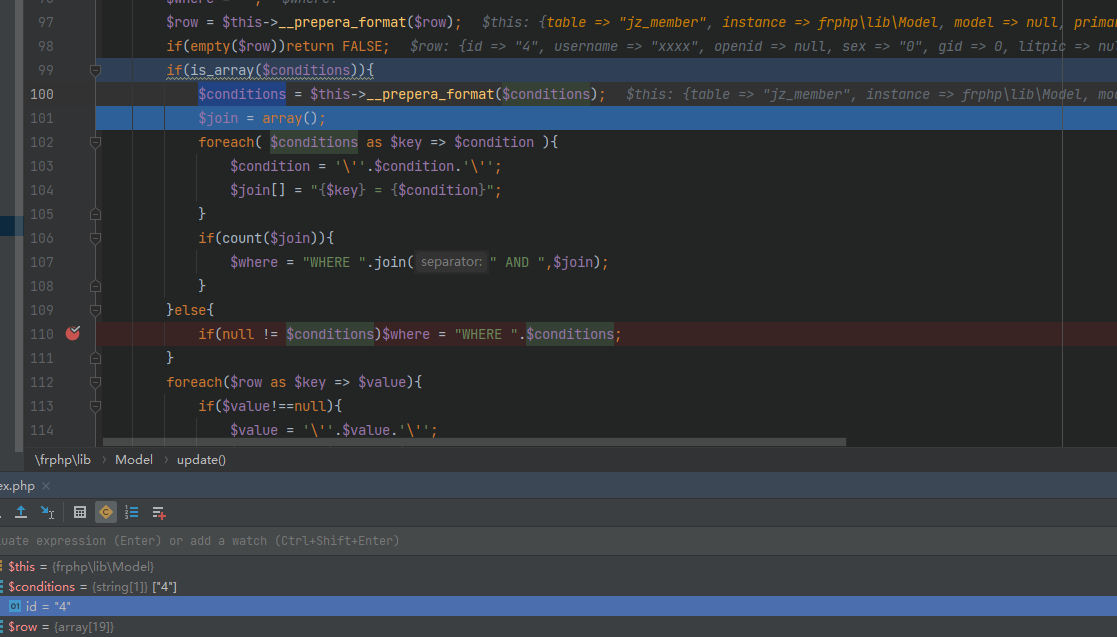 97 $row = $this->__prepera_format($row); $this: {table => "jz_member", instance => frphp\lib\Model, model => null, primar
98 if(empty($row))return FALSE; $row: {id => "4", username => "xxxx", openid => null, sex => "0", gid => 0, litpic => nu
99 if(is_array($conditions)){
100 $conditions = $this->__prepera_format($conditions); $this: {table => "jz_member", instance => frphp\lib\Model, mo
101 $join = array();
102 foreach( $conditions as $key => $condition ){
103 $condition = '\''.$condition.'\'';
104 $join[] = "{$key} = {$condition}";
105 }
106 if(count($join)){
107 $where = "WHERE ".join( separator: " AND ",$join);
108 }
109 }else{
110 if(null != $conditions)$where = "WHERE ".$conditions;
111 }
112 foreach($row as $key => $value){
113 if($value!==null){
114 $value = '\''.$value.'\'';
\frphp\lib › Model › update()
ex.php ×
uate expression (Enter) or add a watch (Ctrl+Shift+Enter)
$this = {frphp\lib\Model}
$conditions = {string[1]} ["4"]
01 id = "4"
$row = {array[19]}